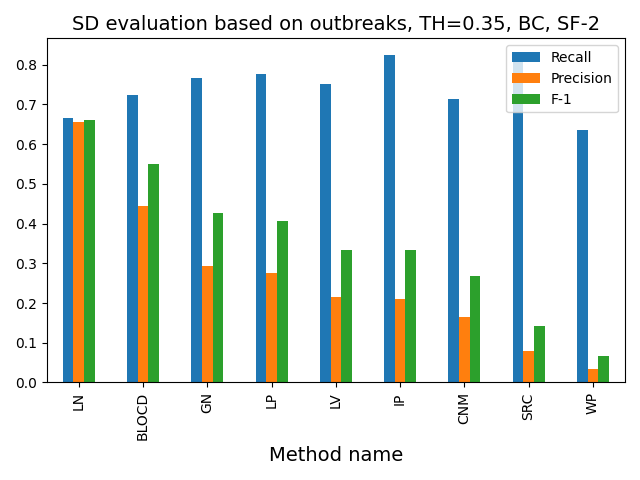 SD evaluation based on outbreaks, TH=0.35, BC, SF-2
Recall
Precision
F-1
0.8
0.7
0.6
0.5
0.4
0.3
0.2
0.1
0.0
LN
BLOCD
GN
LP
LV
IP
CNM
SRC
WP
Method name